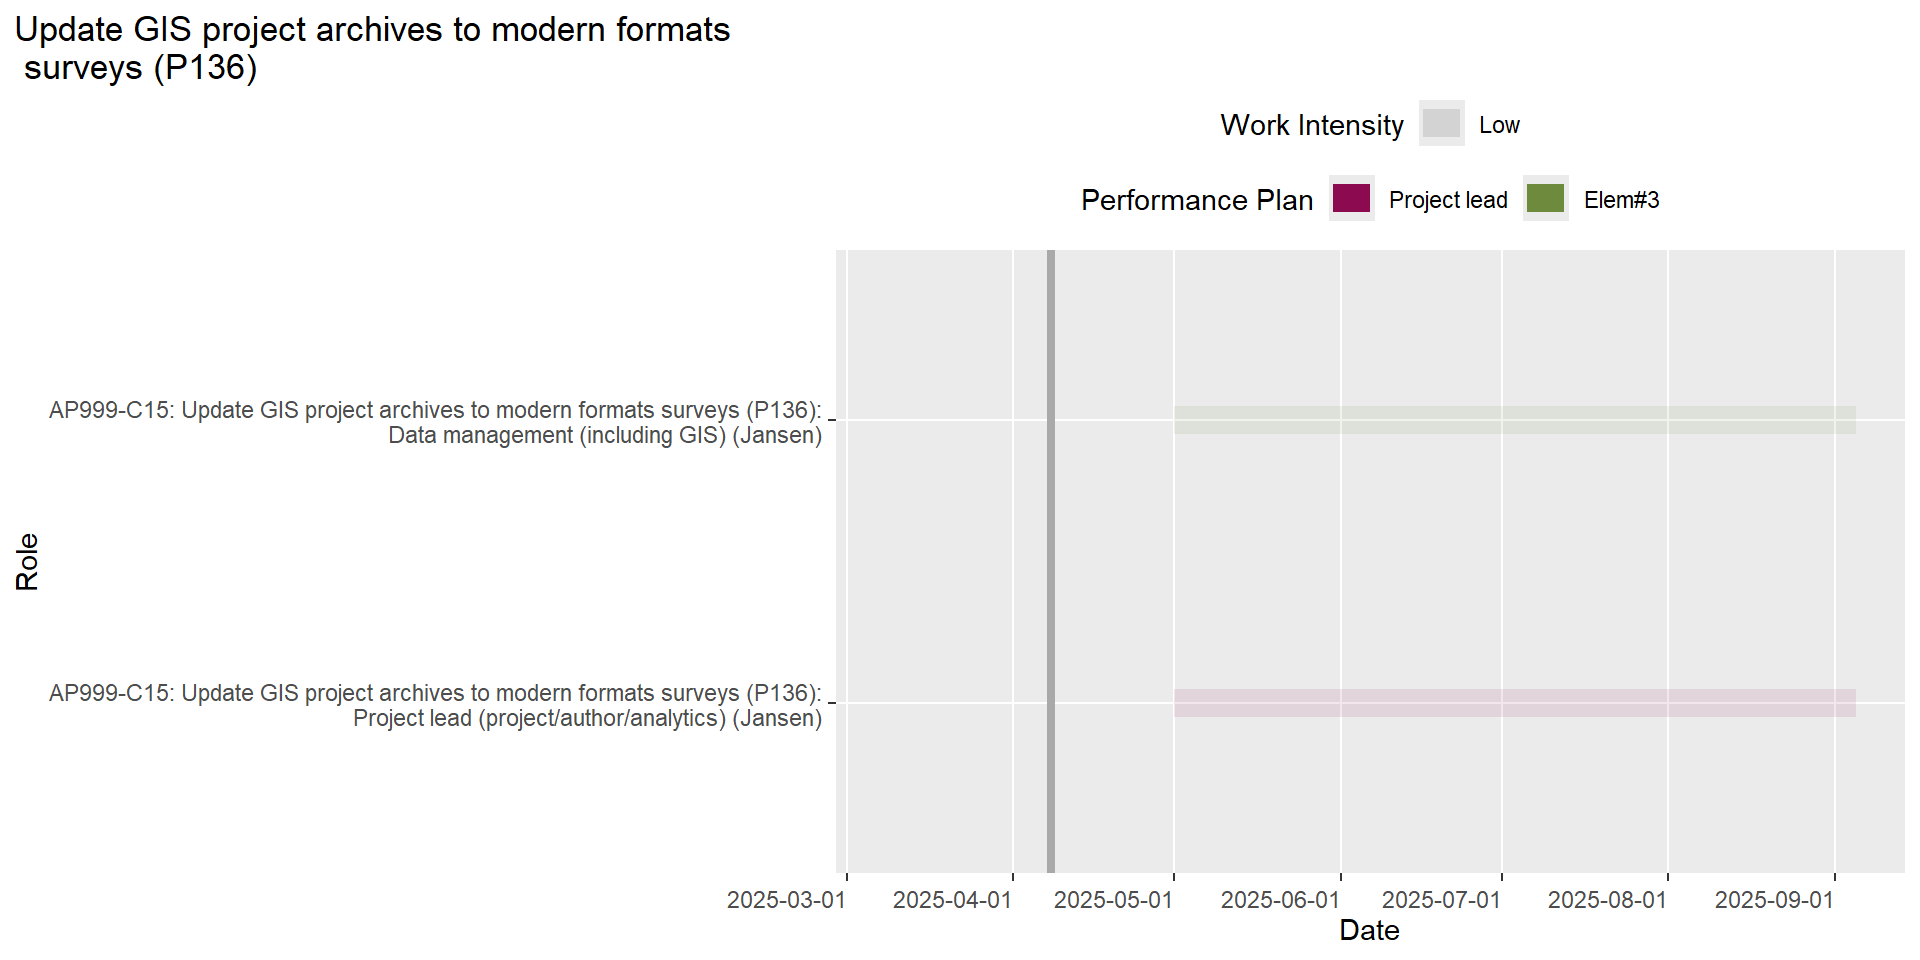 Update GIS project archives to modern formats
surveys (P136)
Work Intensity Low
Performance Plan Project lead Elem#3
AP999-C15: Update GIS project archives to modern formats surveys (P136):
Data management (including GIS) (Jansen)
Role
AP999-C15: Update GIS project archives to modern formats surveys (P136):
Project lead (project/author/analytics) (Jansen)
2025-03-01 2025-04-01 2025-05-01 2025-06-01 2025-07-01 2025-08-01 2025-09-01
Date